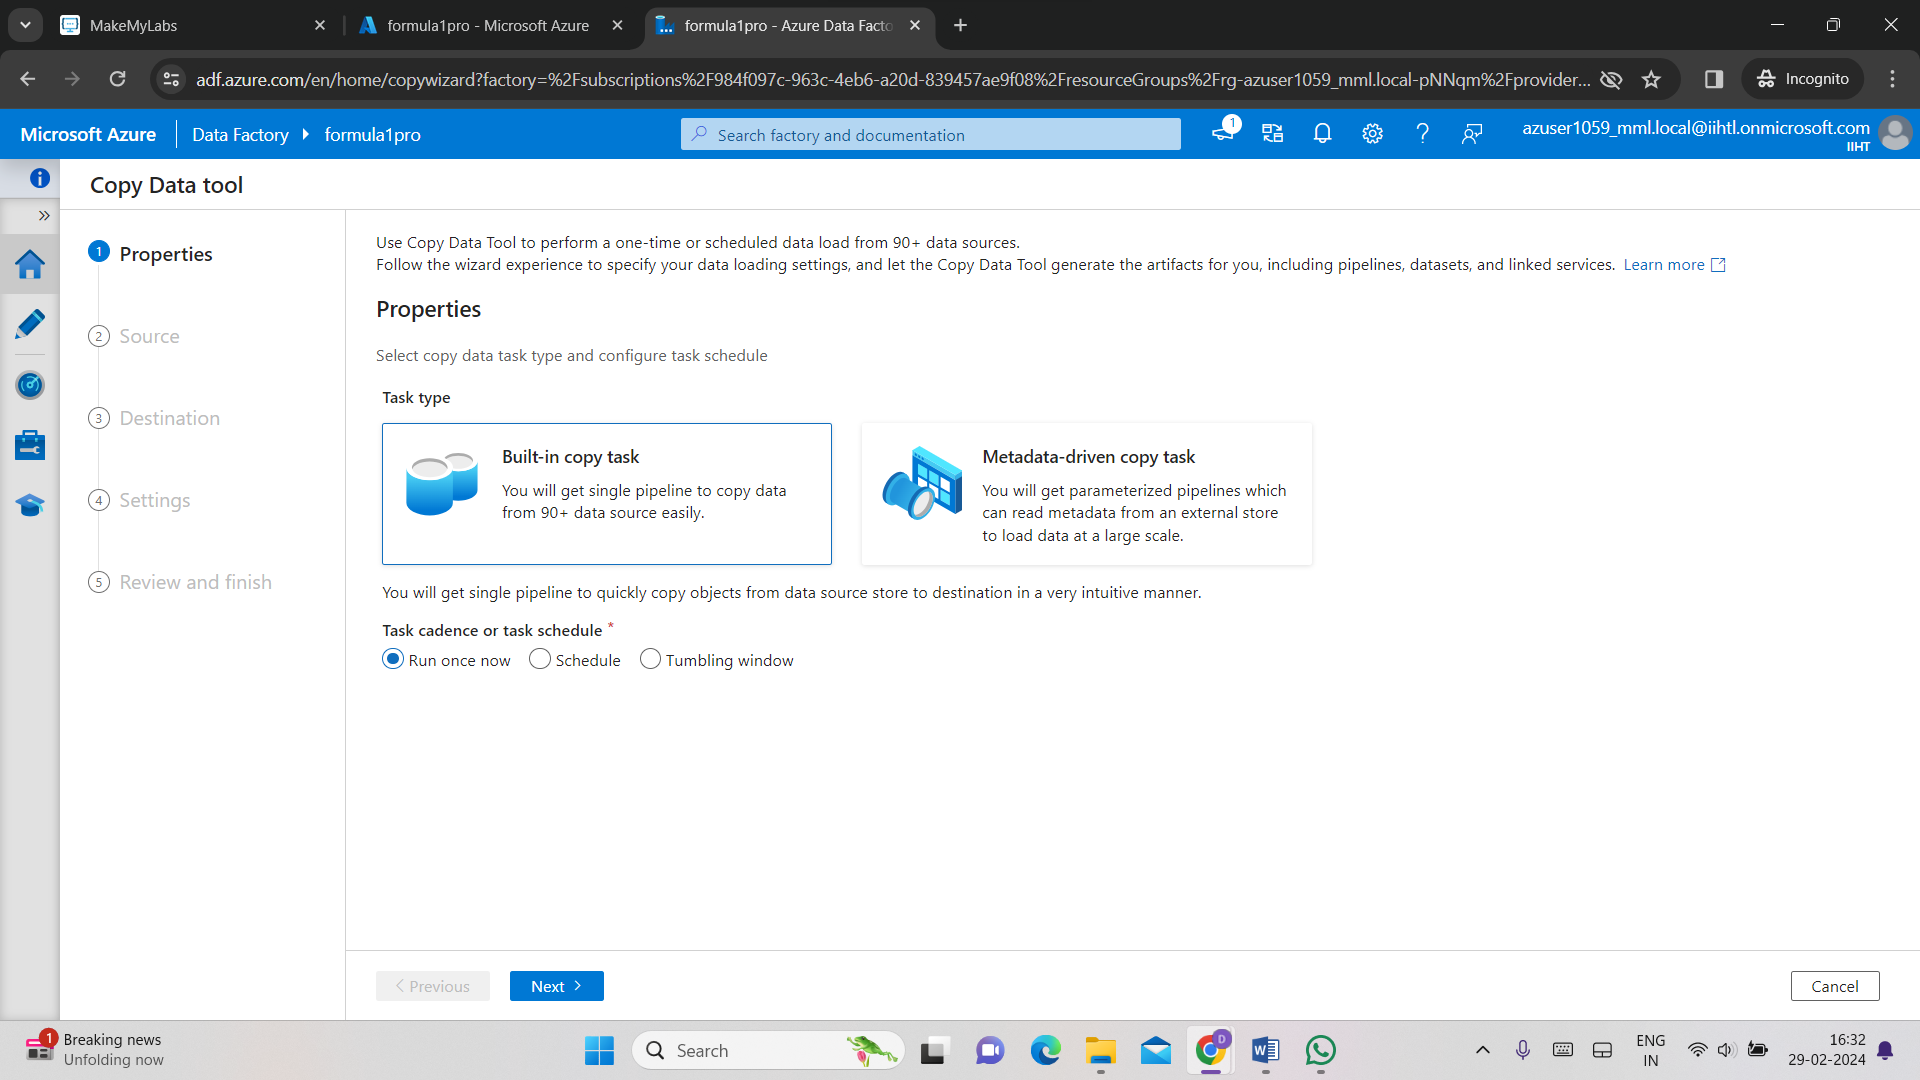 MakeMyLabs
formula1pro - Microsoft Azure
formula1pro - Azure Data Facto
adf.azure.com/en/home/copywizard?factory=%2Fsubscriptions%2F984f097c-963c-4eb6-a20d-839457ae9f08%2FresourceGroups%2Frg-azuser1059_mml.local-pNNqm%2Fprovider...
Incognito
Microsoft Azure
Data Factory
formula1pro
Search factory and documentation
1
azuser1059_mml.local@iihtl.onmicrosoft.com
IIHT
Copy Data tool
1 Properties
2 Source
3 Destination
4 Settings
5 Review and finish
Use Copy Data Tool to perform a one-time or scheduled data load from 90+ data sources.
Follow the wizard experience to specify your data loading settings, and let the Copy Data Tool generate the artifacts for you, including pipelines, datasets, and linked services. Learn more
Properties
Select copy data task type and configure task schedule
Task type
Built-in copy task
You will get single pipeline to copy data
from 90+ data source easily.
Metadata-driven copy task
You will get parameterized pipelines which
can read metadata from an external store
to load data at a large scale.
You will get single pipeline to quickly copy objects from data source store to destination in a very intuitive manner.
Task cadence or task schedule *
Run once now
Schedule
Tumbling window
Previous
Next
Cancel
1
Breaking news
Unfolding now
Search
D
ENG
IN
16:32
29-02-2024